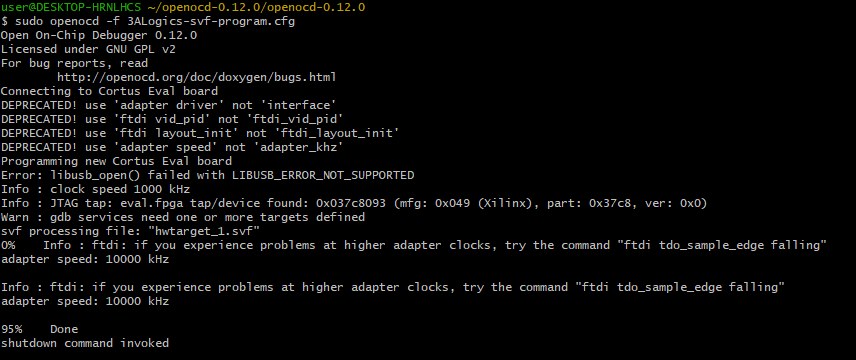 user@DESKTOP-HRNLHCS ~/openocd-0.12.0/openocd-0.12.0
$ sudo openocd -f 3ALogics-svf-program.cfg
Open On-Chip Debugger 0.12.0
Licensed under GNU GPL v2
For bug reports, read
        http://openocd.org/doc/doxygen/bugs.html
Connecting to Cortus Eval board
DEPRECATED! use 'adapter driver' not 'interface'
DEPRECATED! use 'ftdi vid_pid' not 'ftdi_vid_pid'
DEPRECATED! use 'ftdi layout_init' not 'ftdi_layout_init'
DEPRECATED! use 'adapter speed' not 'adapter_khz'
Programming new Cortus Eval board
Error: libusb_open() failed with LIBUSB_ERROR_NOT_SUPPORTED
Info : clock speed 1000 kHz
Info : JTAG tap: eval.fpga tap/device found: 0x037c8093 (mfg: 0x049 (Xilinx), part: 0x37c8, ver: 0x0)
Warn : gdb services need one or more targets defined
svf processing file: "hwtarget_1.svf"
0%    Info : ftdi: if you experience problems at higher adapter clocks, try the command "ftdi tdo_sample_edge falling"
adapter speed: 10000 kHz
Info : ftdi: if you experience problems at higher adapter clocks, try the command "ftdi tdo_sample_edge falling"
adapter speed: 10000 kHz
95%    Done
shutdown command invoked